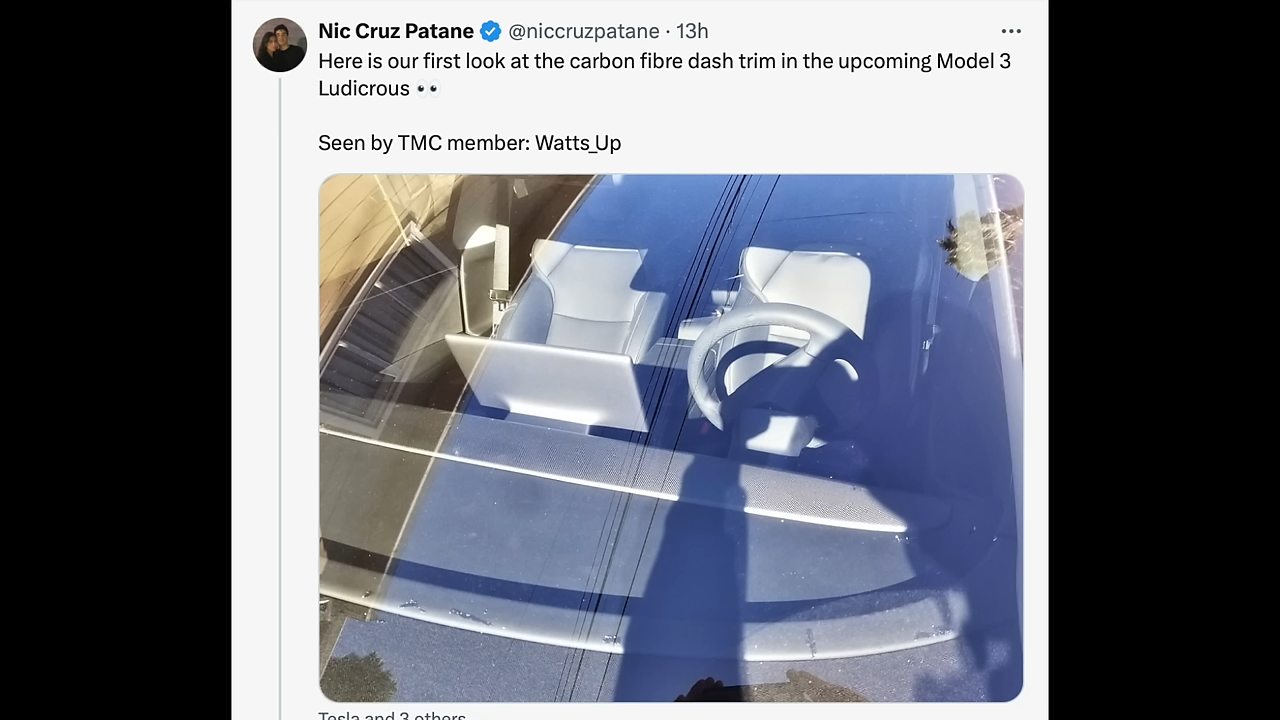 Nic Cruz Patane @niccruzpatane · 13h
Here is our first look at the carbon fibre dash trim in the upcoming Model 3
Ludicrous 👀
Seen by TMC member: Watts_Up
Tesla and 3 others